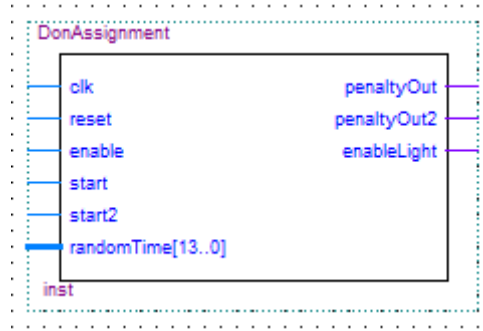 DonAssignment
clk
reset
enable
start
start2
randomTime[13..0]
penaltyOut
penaltyOut2
enableLight
inst